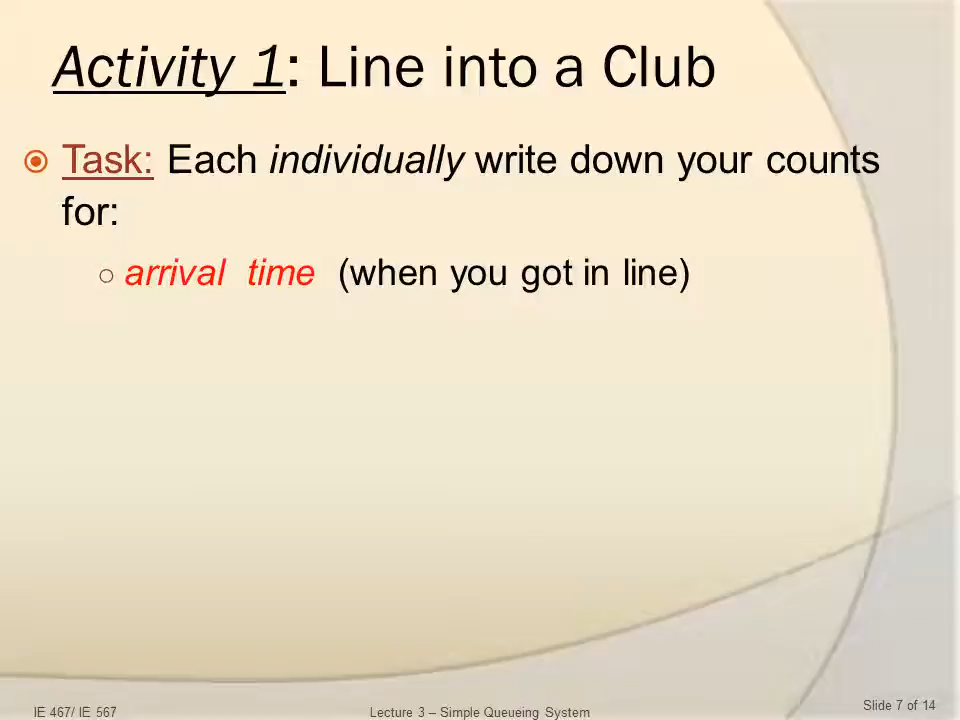 Activity 1: Line into a Club
Task: Each individually write down your counts
for:
arrival time (when you got in line)
IE 467/ IE 567
Lecture 3 – Simple Queueing System
Slide 7 of 14